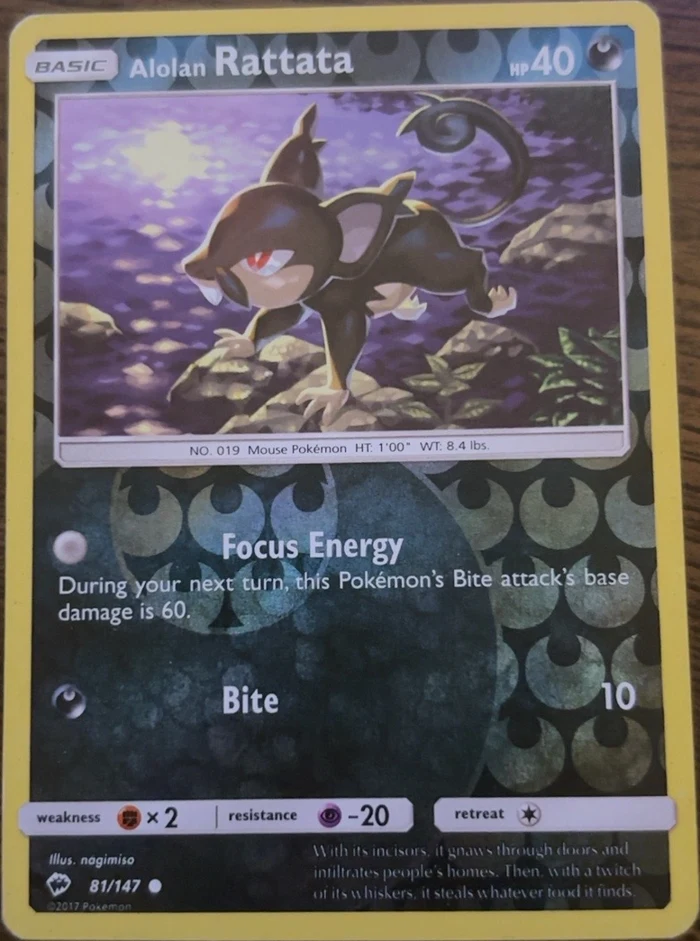 BASIC Alolan Rattata HP 40
NO. 019 Mouse Pokémon HT: 1'00" WT: 8.4 lbs.
Focus Energy
During your next turn, this Pokémon's Bite attack's base
damage is 60.
Bite 10
weakness ×2 resistance -20 retreat
Illus. nagimiso
81/147
©2017 Pokémon
With its incisors, it gnaws through doors and
infiltrates people's homes. Then, with a twitch
of its whiskers, it steals whatever food it finds.